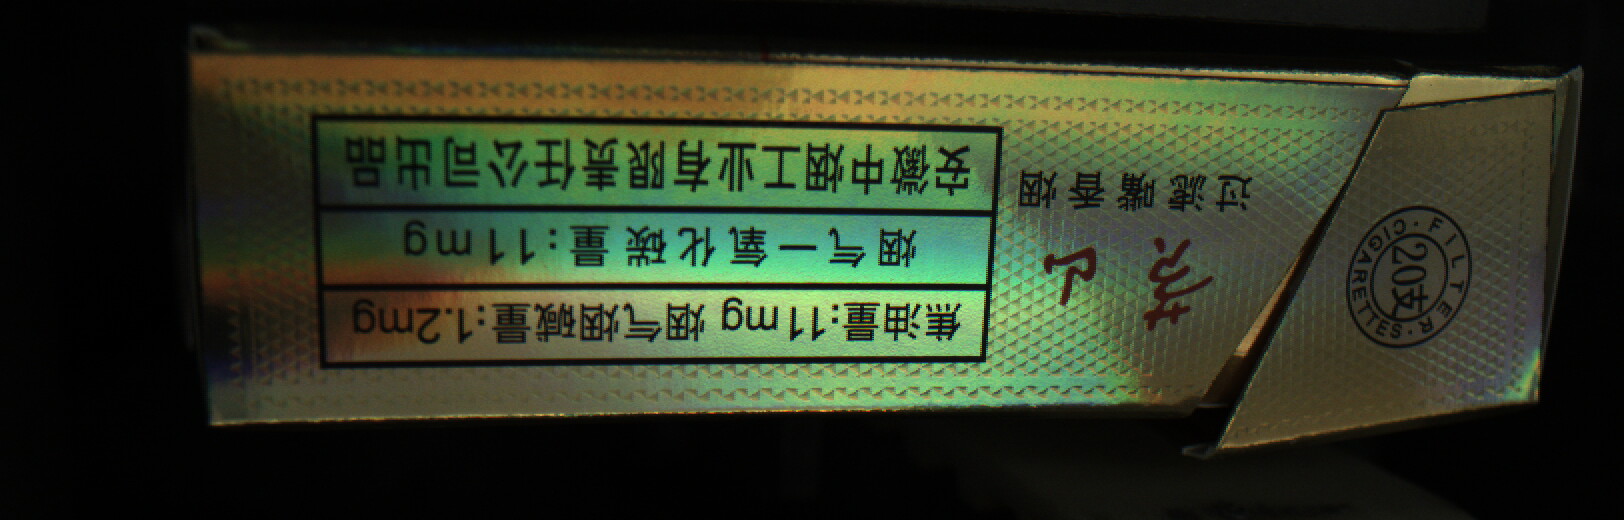 FILTER
CIGARETTES
20支
黄山
过滤嘴香烟
焦油量:11mg 烟气烟碱量:1.2mg
烟气一氧化碳量:11mg
安徽中烟工业有限责任公司出品